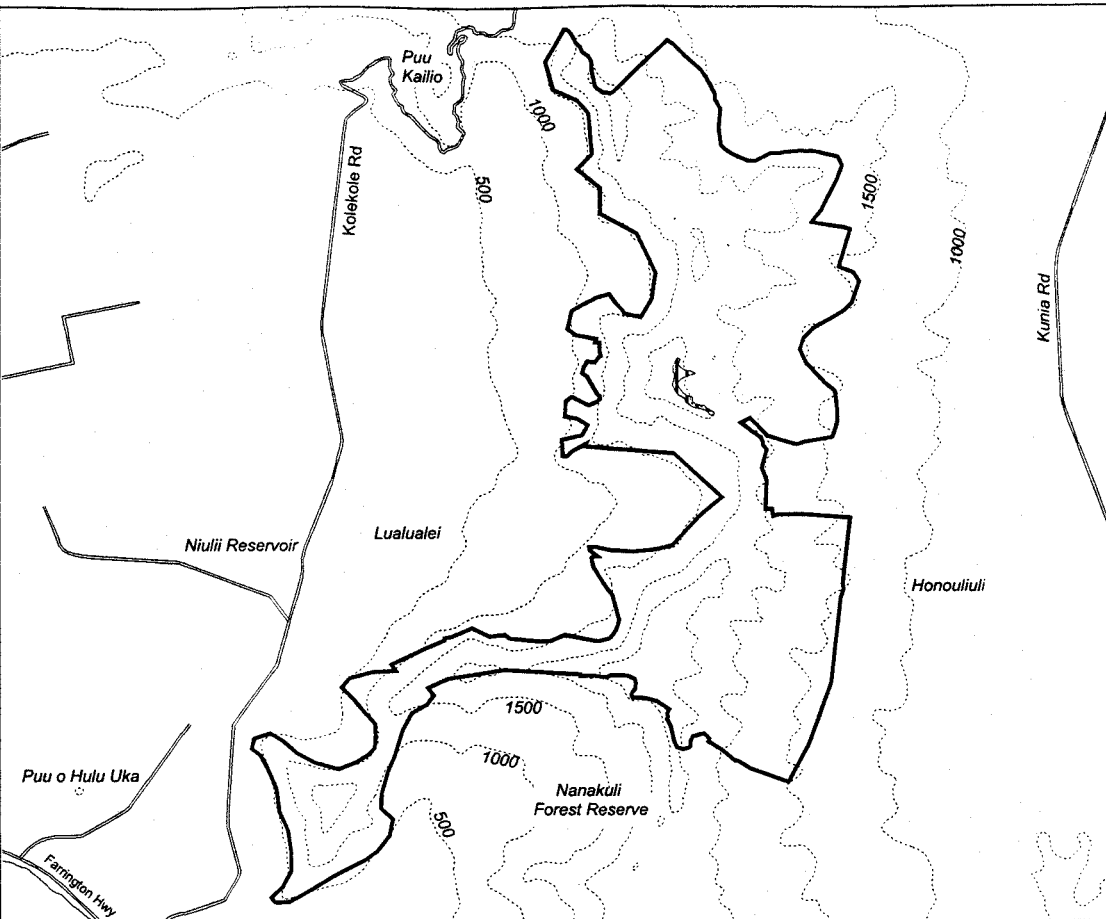 Puu
Kailio
1000
Kolekole Rd
500
1500
1000
Kunia Rd
Niulii Reservoir
Lualualei
Honouliuli
1500
1000
Puu o Hulu Uka
Nanakuli
Forest Reserve
500
Farrington Hwy